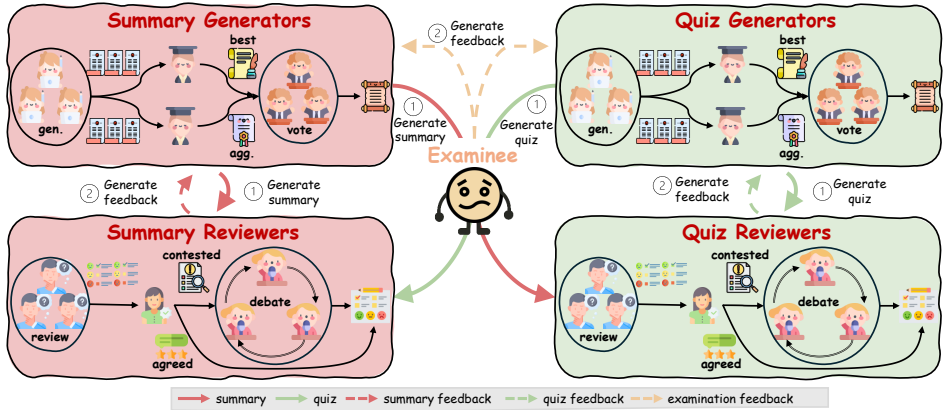 Summary Generators
best
gen.
vote
agg.
② Generate
feedback
Quiz Generators
best
gen.
vote
agg.
① Generate
summary
① Generate
quiz
Examinee
② Generate
feedback
① Generate
summary
② Generate
feedback
① Generate
quiz
Summary Reviewers
contested
debate
review
agreed
Quiz Reviewers
contested
debate
review
agreed
summary
quiz
summary feedback
quiz feedback
examination feedback